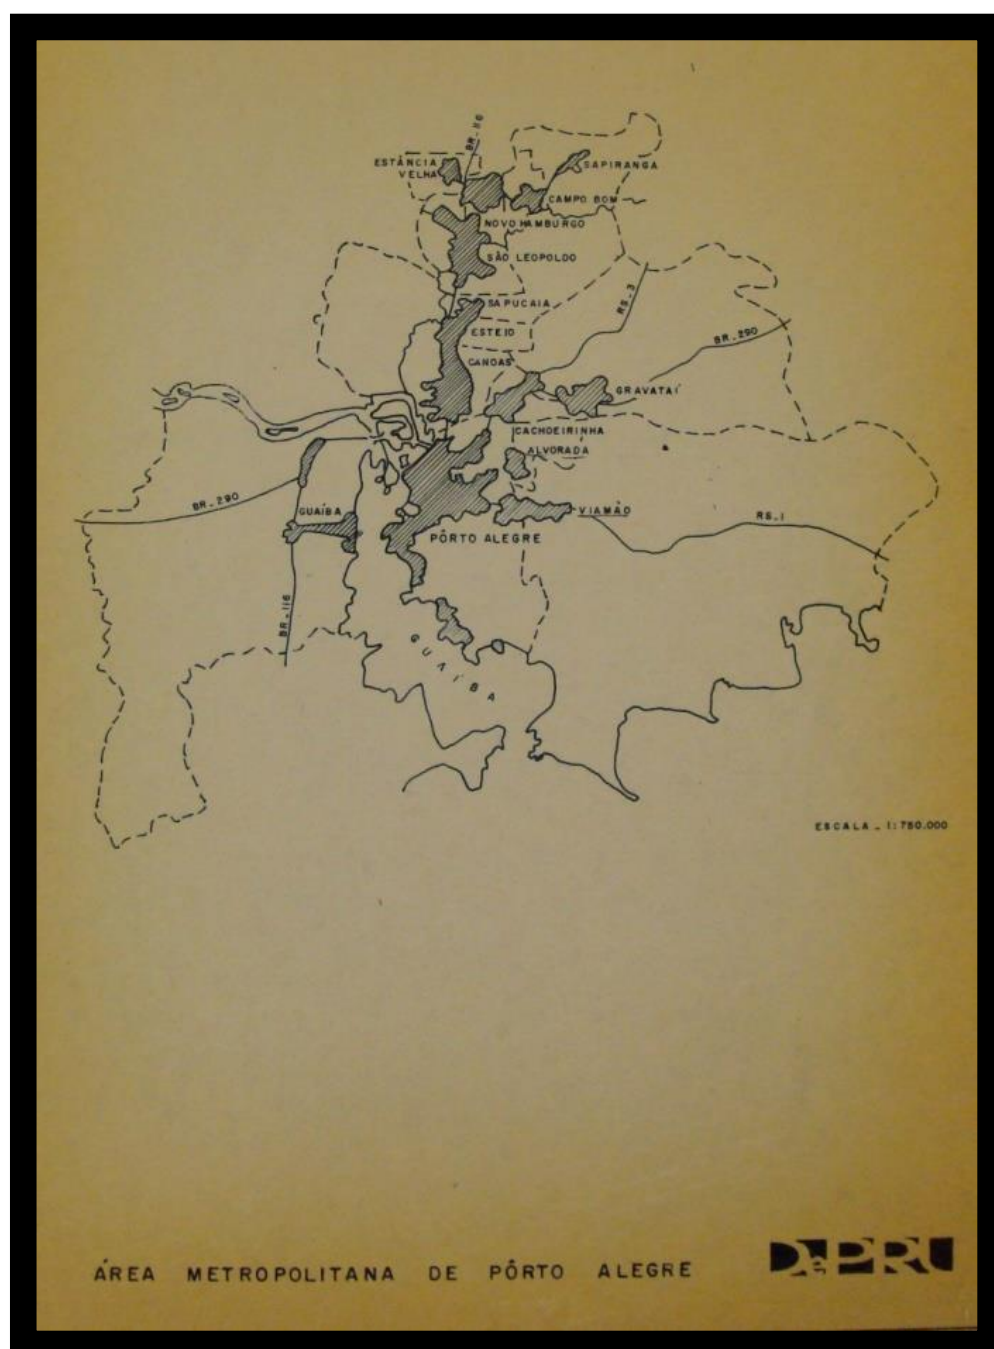 BR. 116
ESTÂNCIA
VELHA
SAPIRANGA
CAMPO BOM
NOVO HAMBURGO
SÃO LEOPOLDO
SAPUCAIA
RS. 3
ESTEIO
BR. 290
CANOAS
GRAVATAÍ
CACHOEIRINHA
ALVORADA
BR. 290
GUAÍBA
VIAMÃO
RS. 1
PÔRTO ALEGRE
BR. 116
GUAÍBA
ESCALA _ 1:750.000
ÁREA METROPOLITANA DE PÔRTO ALEGRE
DePRU